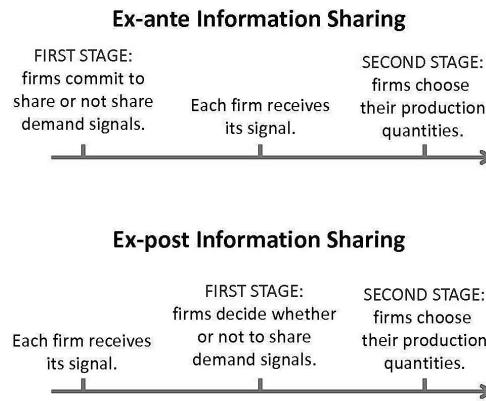 Ex-ante Information Sharing
FIRST STAGE:
firms commit to
share or not share
demand signals.
Each firm receives
its signal.
SECOND STAGE:
firms choose
their production
quantities.
Ex-post Information Sharing
Each firm receives
its signal.
FIRST STAGE:
firms decide whether
or not to share
demand signals.
SECOND STAGE:
firms choose
their production
quantities.